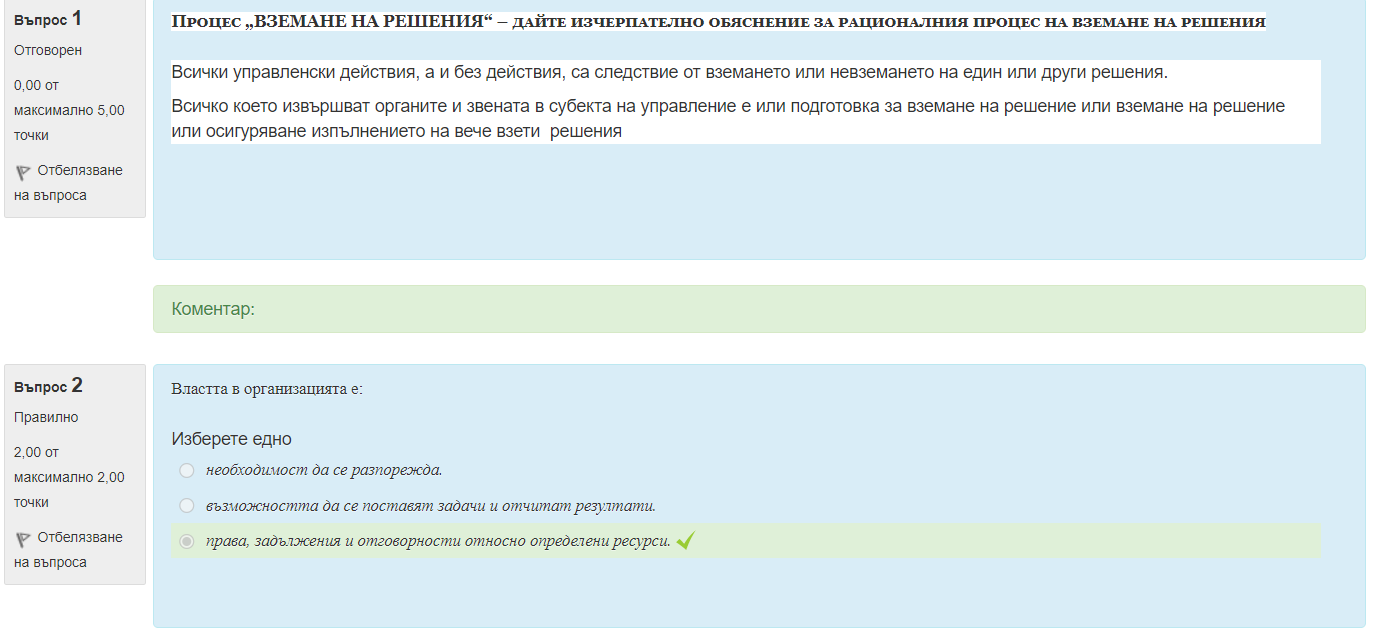 Въпрос 1
Отговорен
0,00 от
максимално 5,00
точки
Отбелязване
на въпроса
Процес „ВЗЕМАНЕ НА РЕШЕНИЯ“ – дайте изчерпателно обяснение за рационалния процес на вземане на решения
Всички управленски действия, а и без действия, са следствие от вземането или невземането на един или други решения.
Всичко което извършват органите и звената в субекта на управление е или подготовка за вземане на решение или вземане на решение
или осигуряване изпълнението на вече взети  решения
Коментар:
Въпрос 2
Правилно
2,00 от
максимално 2,00
точки
Отбелязване
на въпроса
Властта в организацията е:
Изберете едно
необходимост да се разпорежда.
възможността да се поставят задачи и отчитат резултати.
права, задължения и отговорности относно определени ресурси.